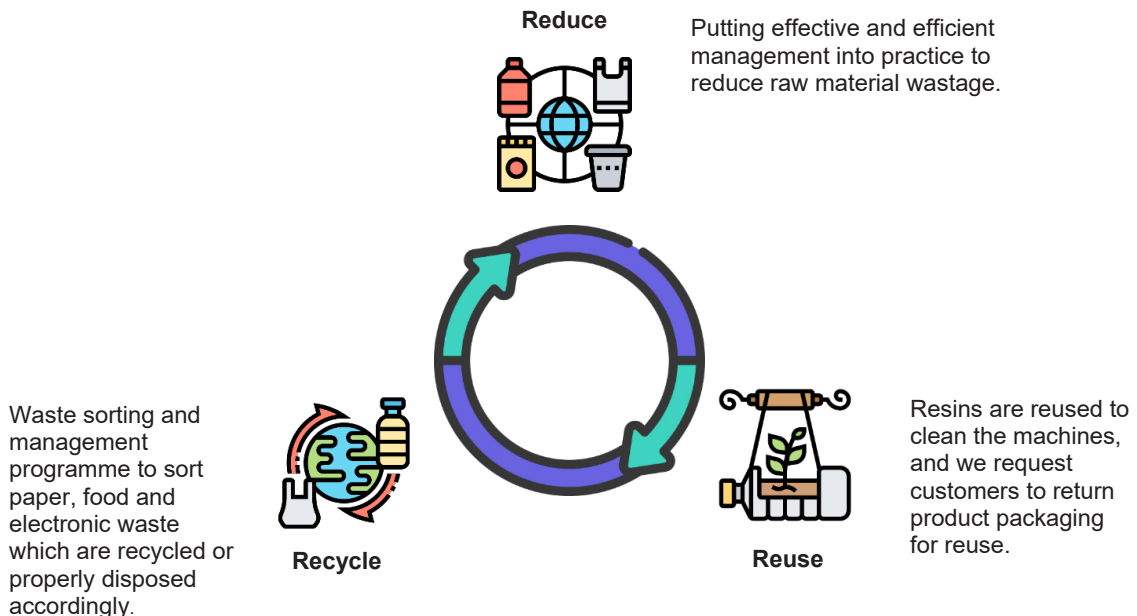 Reduce
Putting effective and efficient
management into practice to
reduce raw material wastage.
Waste sorting and
management
programme to sort
paper, food and
electronic waste
which are recycled or
properly disposed
accordingly.
Recycle
Reuse
Resins are reused to
clean the machines,
and we request
customers to return
product packaging
for reuse.